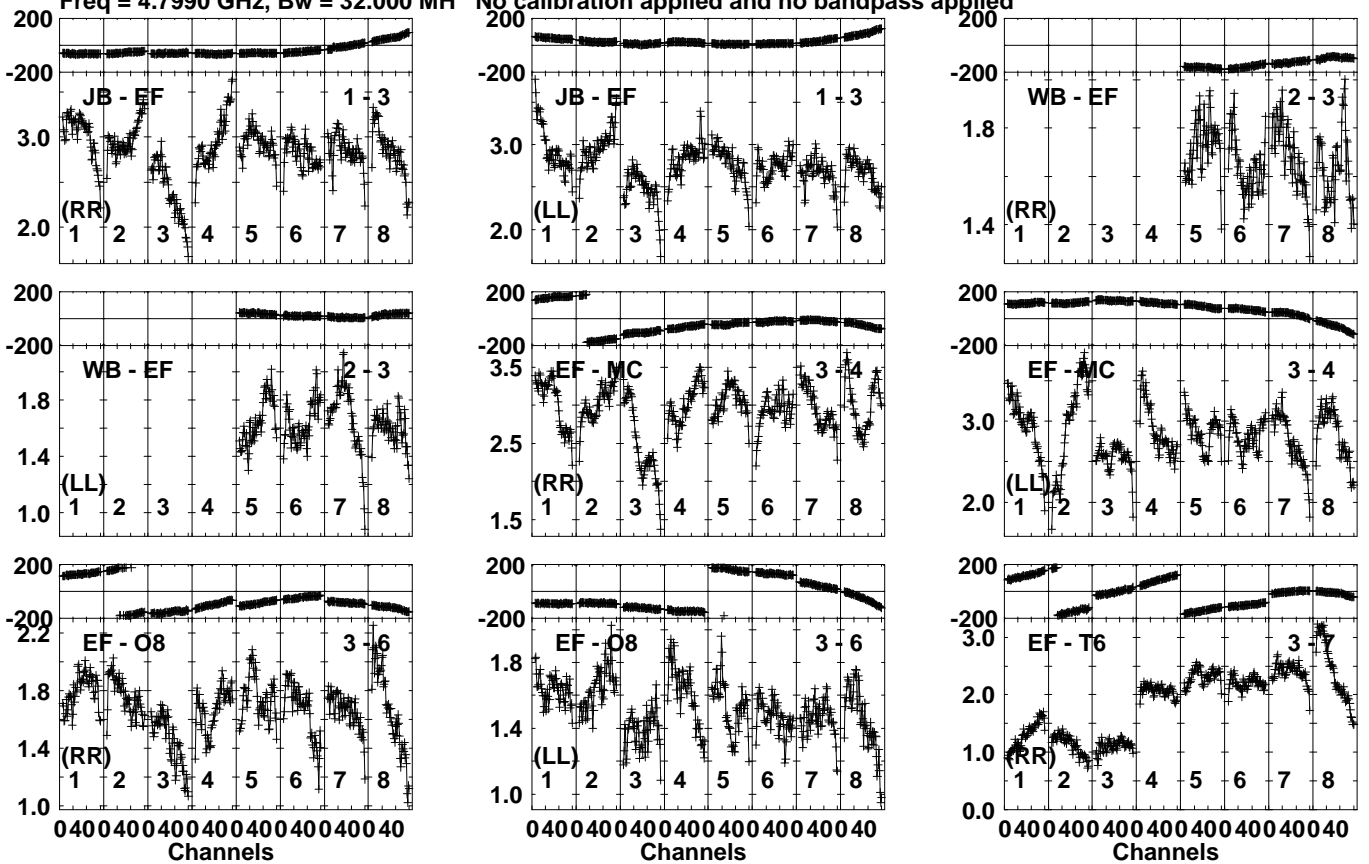 Freq = 4.7990 GHz, Bw = 32.000 MH No calibration applied and no bandpass applied
200
-200
JB - EF 1 - 3
3.0
2.0
(RR)
1 2 3 4 5 6 7 8
200
-200
JB - EF 1 - 3
3.0
2.0
(LL)
1 2 3 4 5 6 7 8
200
-200
WB - EF 2 - 3
1.8
1.4
(RR)
1 2 3 4 5 6 7 8
200
-200
WB - EF 2 - 3
1.8
1.4
1.0
(LL)
1 2 3 4 5 6 7 8
200
-200
3.5
EF - MC 3 - 4
2.5
1.5
(RR)
1 2 3 4 5 6 7 8
200
-200
EF - MC 3 - 4
3.0
2.0
(LL)
1 2 3 4 5 6 7 8
200
-200
2.2
EF - O8 3 - 6
1.8
1.4
1.0
(RR)
1 2 3 4 5 6 7 8
200
-200
EF - O8 3 - 6
1.8
1.4
1.0
(LL)
1 2 3 4 5 6 7 8
200
-200
3.0
EF - T6 3 - 7
2.0
1.0
0.0
(RR)
1 2 3 4 5 6 7 8
0 40 0 40 0 40 0 40 0 40 0 40 0 40 0 40
Channels
0 40 0 40 0 40 0 40 0 40 0 40 0 40 0 40
Channels
0 40 0 40 0 40 0 40 0 40 0 40 0 40 0 40
Channels